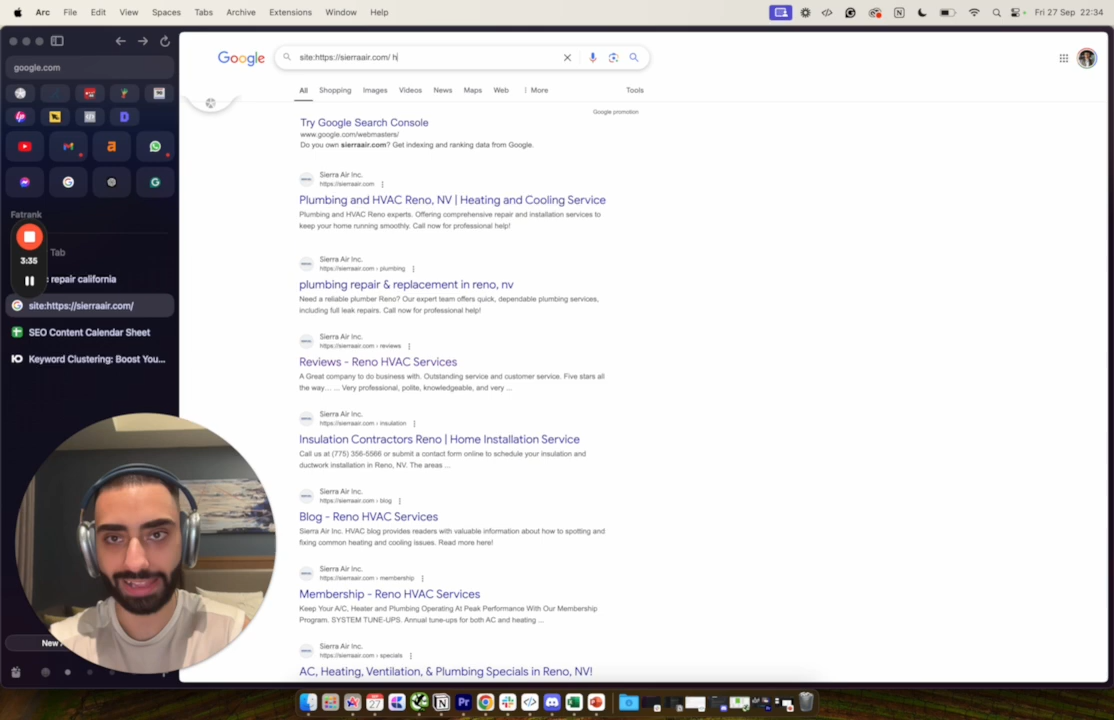 Arc File Edit View Spaces Tabs Archive Extensions Window Help Fri 27 Sep 22:34
google.com
Fatrank
3:35
Tab
repair california
site:https://sierraair.com/
SEO Content Calendar Sheet
Keyword Clustering: Boost You...
New
Google
site:https://sierraair.com/ h
All Shopping Images Videos News Maps Web More Tools
Google promotion
Try Google Search Console
www.google.com/webmasters/
Do you own sierraair.com? Get indexing and ranking data from Google.
Sierra Air Inc.
https://sierraair.com
Plumbing and HVAC Reno, NV | Heating and Cooling Service
Plumbing and HVAC Reno experts. Offering comprehensive repair and installation services to
keep your home running smoothly. Call now for professional help!
Sierra Air Inc.
https://sierraair.com › plumbing
plumbing repair & replacement in reno, nv
Need a reliable plumber Reno? Our expert team offers quick, dependable plumbing services,
including full leak repairs. Call now for professional help!
Sierra Air Inc.
https://sierraair.com › reviews
Reviews - Reno HVAC Services
A Great company to do business with. Outstanding service and customer service. Five stars all
the way… ... Very professional, polite, knowledgeable, and very ...
Sierra Air Inc.
https://sierraair.com › insulation
Insulation Contractors Reno | Home Installation Service
Call us at (775) 356-5566 or submit a contact form online to schedule your insulation and
ductwork installation in Reno, NV. The areas ...
Sierra Air Inc.
https://sierraair.com › blog
Blog - Reno HVAC Services
Sierra Air Inc. HVAC blog provides readers with valuable information about how to spotting and
fixing common heating and cooling issues. Read more here!
Sierra Air Inc.
https://sierraair.com › membership
Membership - Reno HVAC Services
Keep Your A/C, Heater and Plumbing Operating At Peak Performance With Our Membership
Program. SYSTEM TUNE-UPS. Annual tune-ups for both AC and heating ...
Sierra Air Inc.
https://sierraair.com › specials
AC, Heating, Ventilation, & Plumbing Specials in Reno, NV!